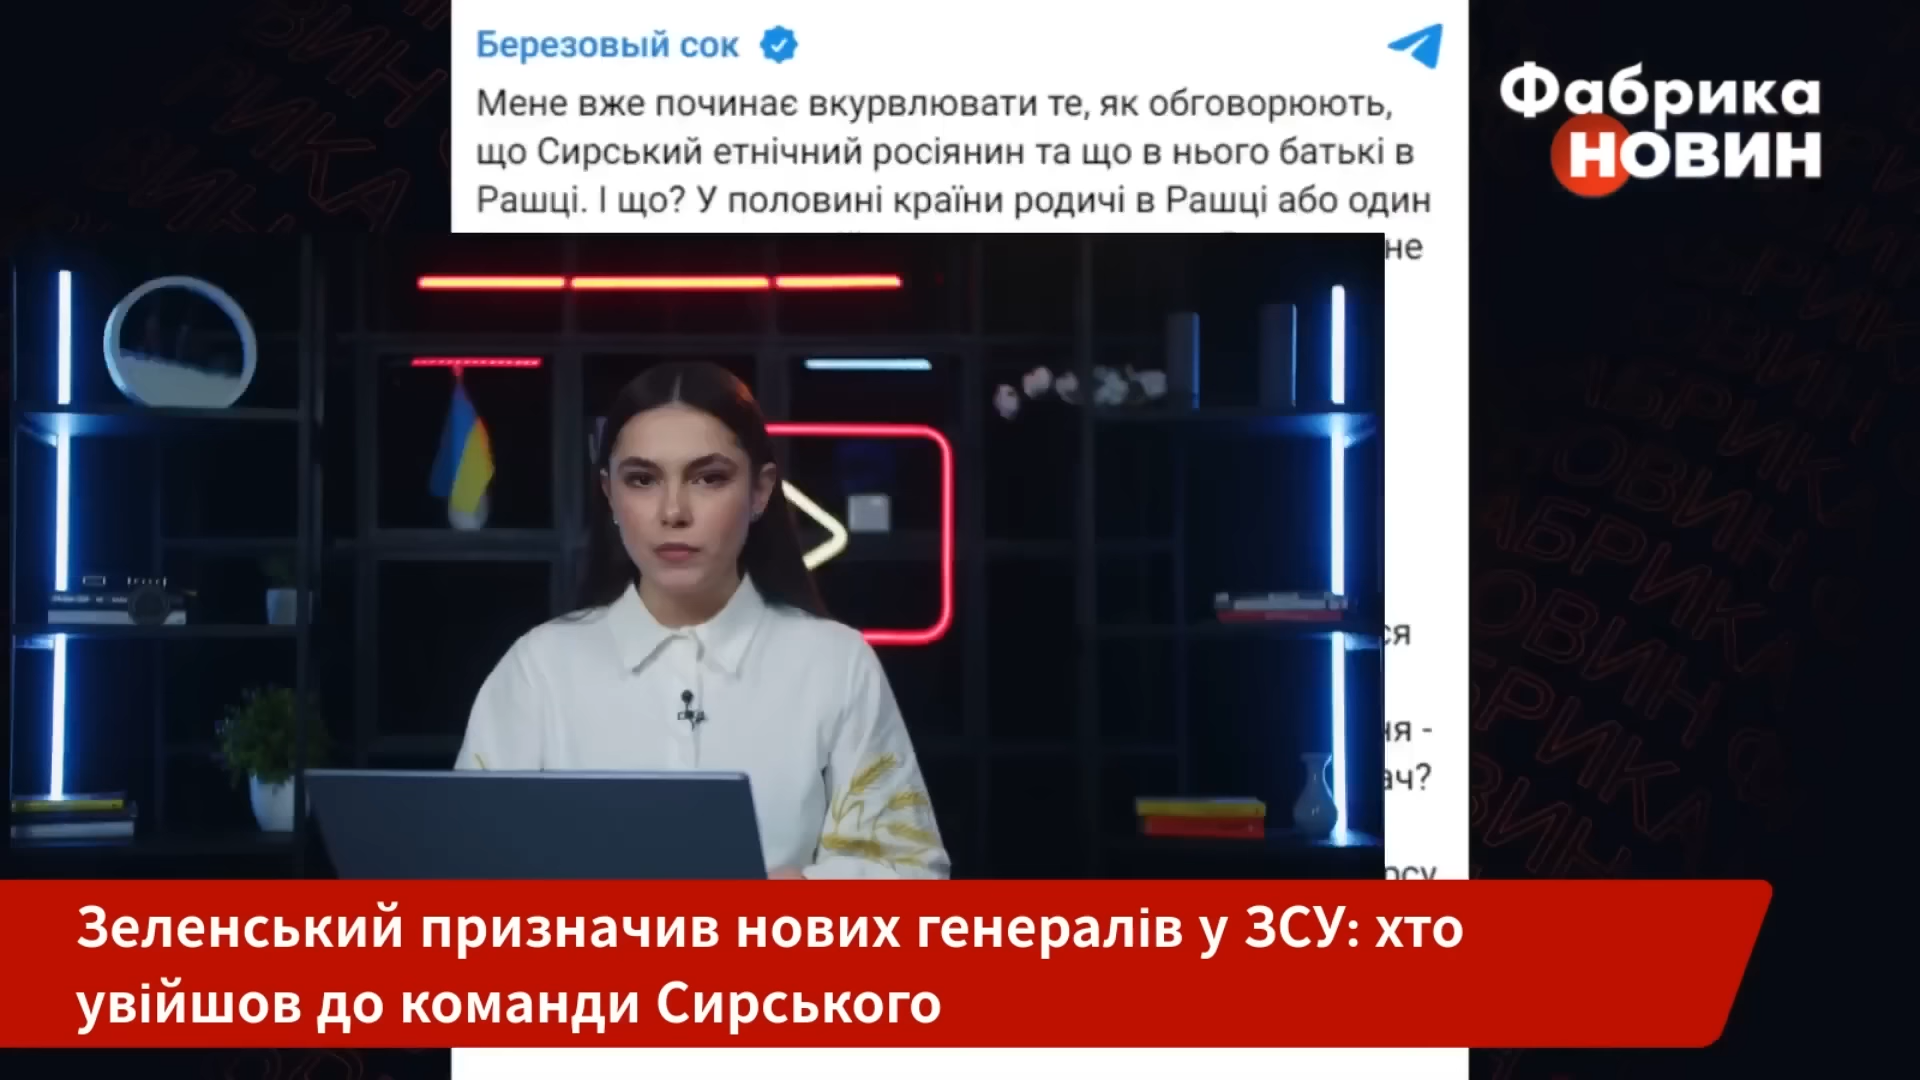 Березовый сок
Мене вже починає вкурвлювати те, як обговорюють,
що Сирський етнічний росіянин та що в нього батькі в
Рашці. І що? У половині країни родичі в Рашці або один
не
ся
ач?
Фабрика
новин
Зеленський призначив нових генералів у ЗСУ: хто
увійшов до команди Сирського